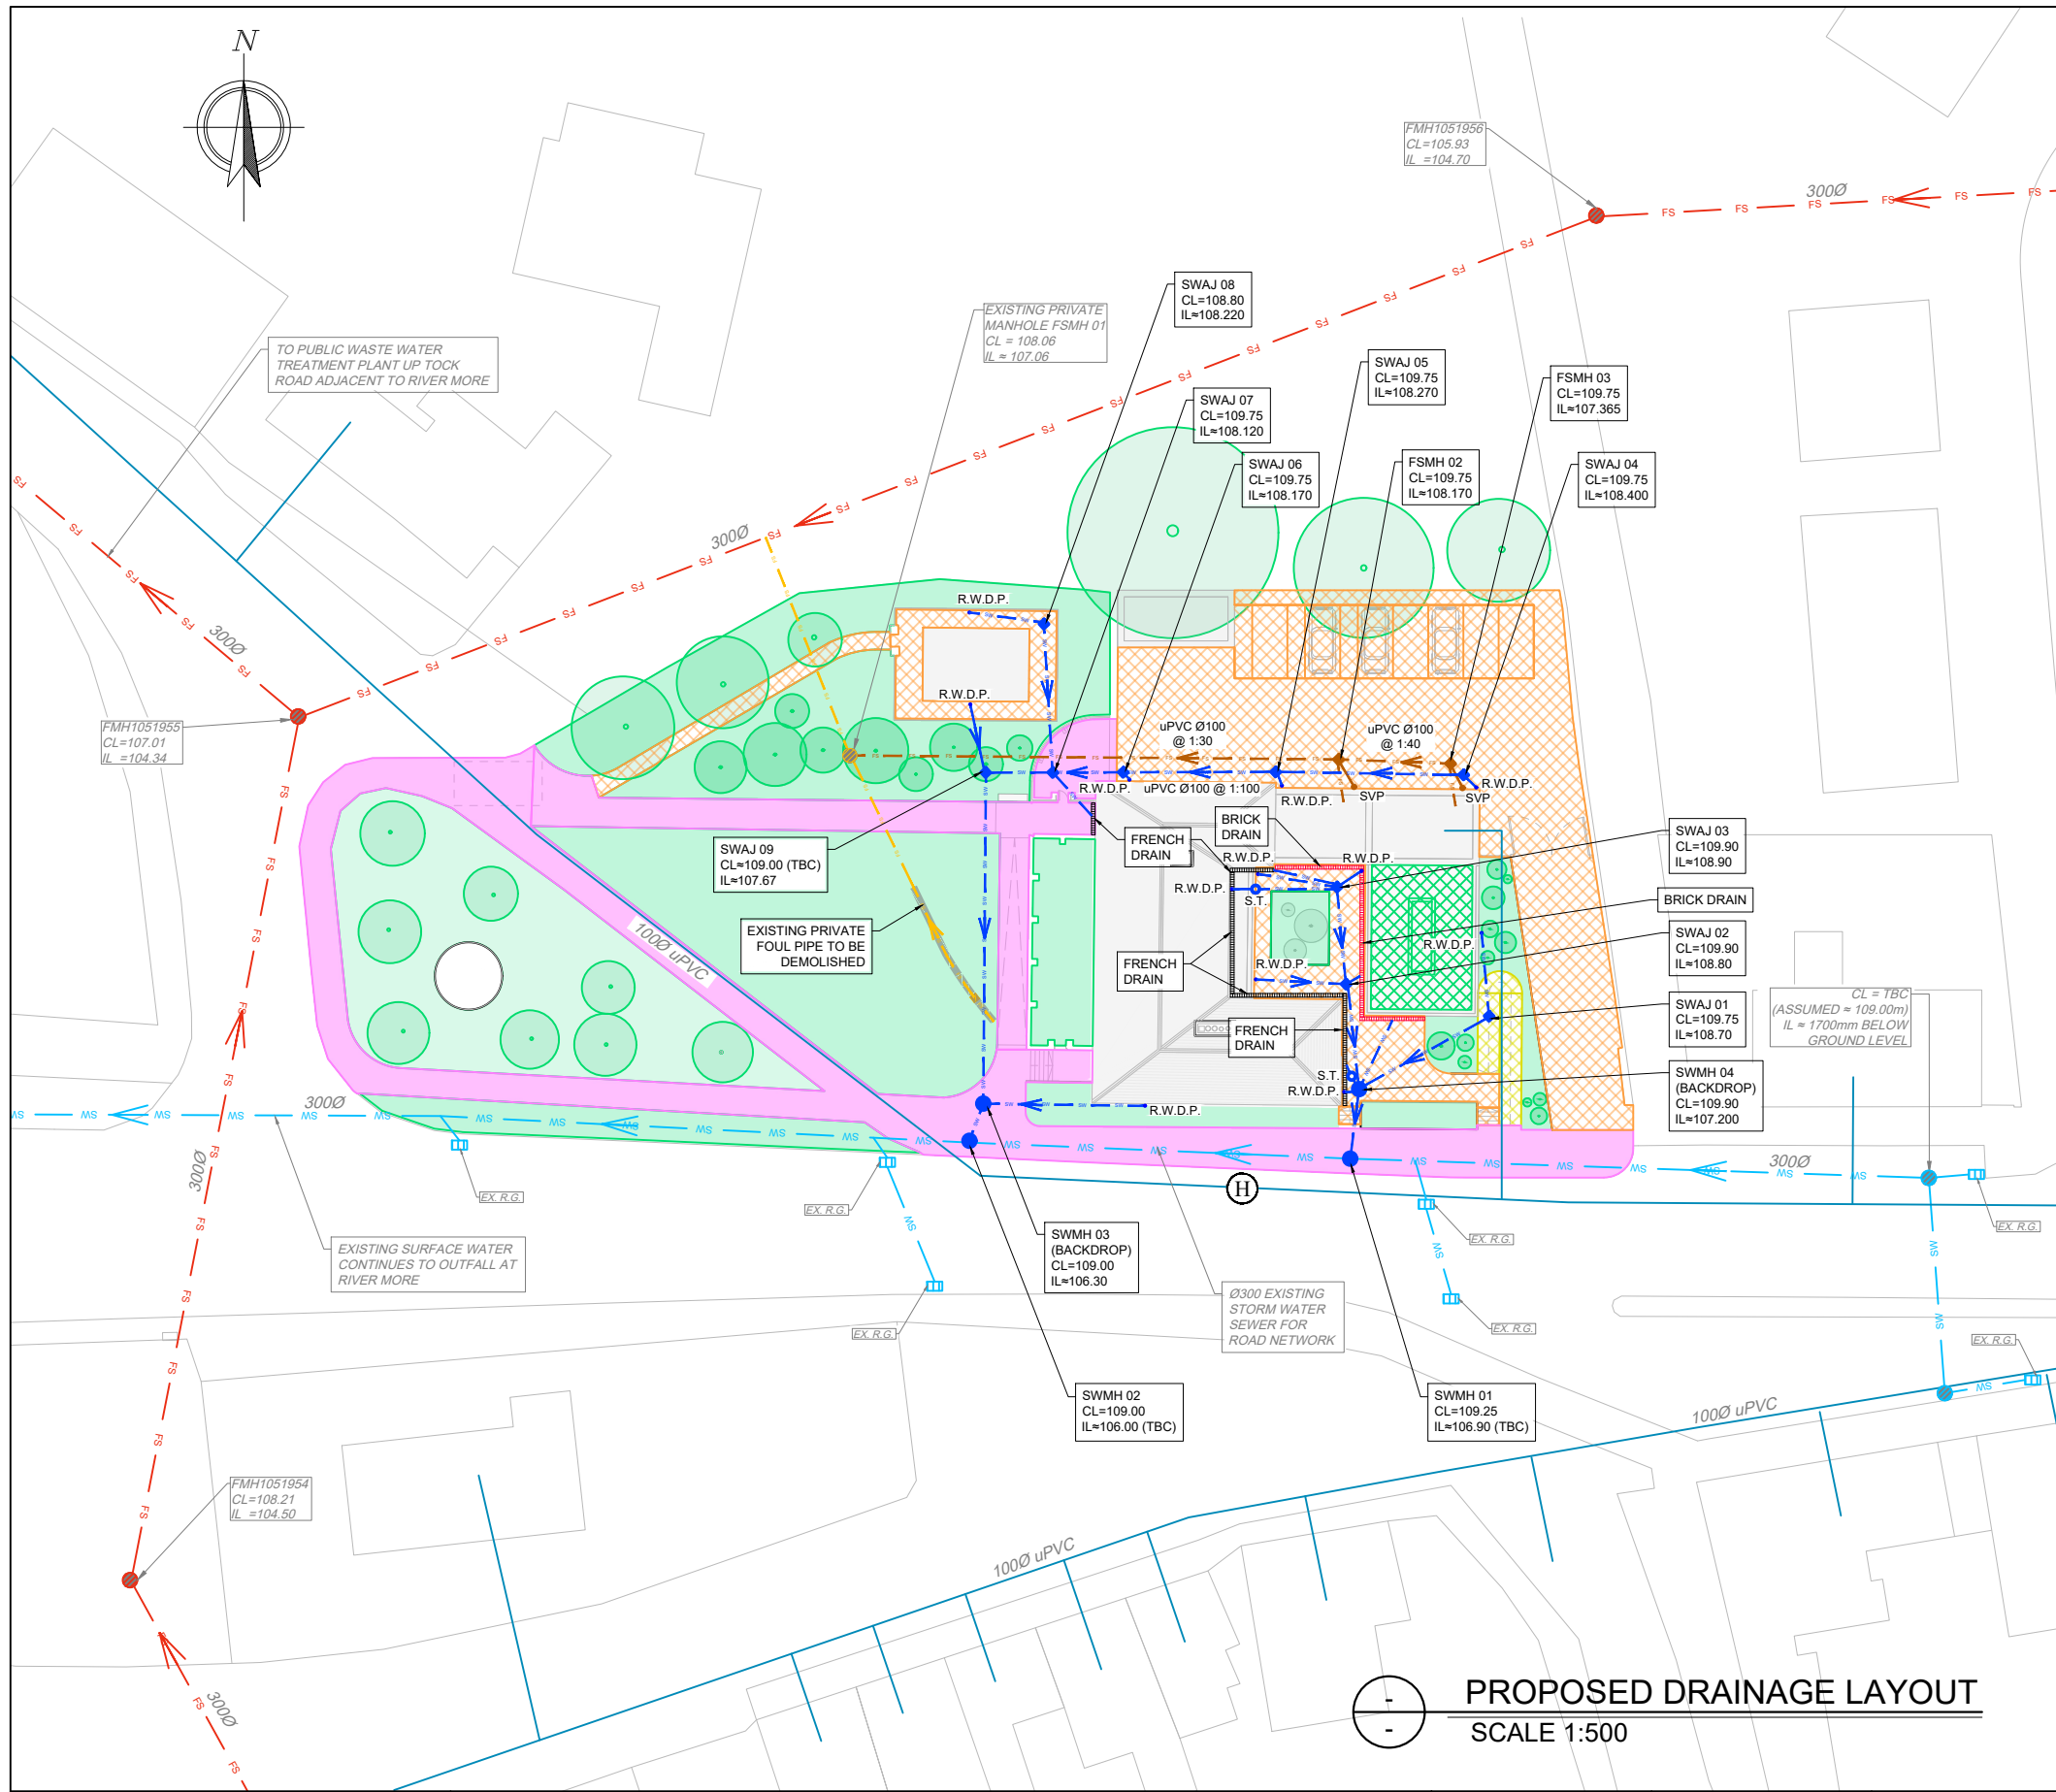 N
FMH1051956
CL=105.93
IL =104.70
300Ø
SWAJ 08
CL=108.80
IL≈108.220
EXISTING PRIVATE
MANHOLE FSMH 01
CL = 108.06
IL ≈ 107.06
TO PUBLIC WASTE WATER
TREATMENT PLANT UP TOCK
ROAD ADJACENT TO RIVER MORE
SWAJ 05
CL=109.75
IL≈108.270
FSMH 03
CL=109.75
IL≈107.365
SWAJ 07
CL=109.75
IL≈108.120
SWAJ 06
CL=109.75
IL≈108.170
FSMH 02
CL=109.75
IL≈108.170
SWAJ 04
CL=109.75
IL≈108.400
300Ø
R.W.D.P.
300Ø
R.W.D.P.
FMH1051955
CL=107.01
IL =104.34
uPVC Ø100
@ 1:30
uPVC Ø100
@ 1:40
R.W.D.P.
uPVC Ø100 @ 1:100
R.W.D.P.
SVP
SVP
R.W.D.P.
SWAJ 09
CL≈109.00 (TBC)
IL≈107.67
FRENCH
DRAIN
BRICK
DRAIN
R.W.D.P.
R.W.D.P.
SWAJ 03
CL=109.90
IL≈108.90
R.W.D.P.
S.T.
BRICK DRAIN
EXISTING PRIVATE
FOUL PIPE TO BE
DEMOLISHED
100Ø uPVC
FRENCH
DRAIN
R.W.D.P.
R.W.D.P.
SWAJ 02
CL=109.90
IL≈108.80
SWAJ 01
CL=109.75
IL≈108.70
CL = TBC
(ASSUMED ≈ 109.00m)
IL ≈ 1700mm BELOW
GROUND LEVEL
FRENCH
DRAIN
S.T.
R.W.D.P.
R.W.D.P.
SWMH 04
(BACKDROP)
CL=109.90
IL≈107.200
300Ø
300Ø
300Ø
H
EX. R.G.
EX. R.G.
EX. R.G.
EX. R.G.
EXISTING SURFACE WATER
CONTINUES TO OUTFALL AT
RIVER MORE
SWMH 03
(BACKDROP)
CL=109.00
IL≈106.30
Ø300 EXISTING
STORM WATER
SEWER FOR
ROAD NETWORK
EX. R.G.
EX. R.G.
EX. R.G.
SWMH 02
CL=109.00
IL≈106.00 (TBC)
SWMH 01
CL=109.25
IL≈106.90 (TBC)
100Ø uPVC
FMH1051954
CL=108.21
IL =104.50
100Ø uPVC
300Ø
-
-
PROPOSED DRAINAGE LAYOUT
SCALE 1:500